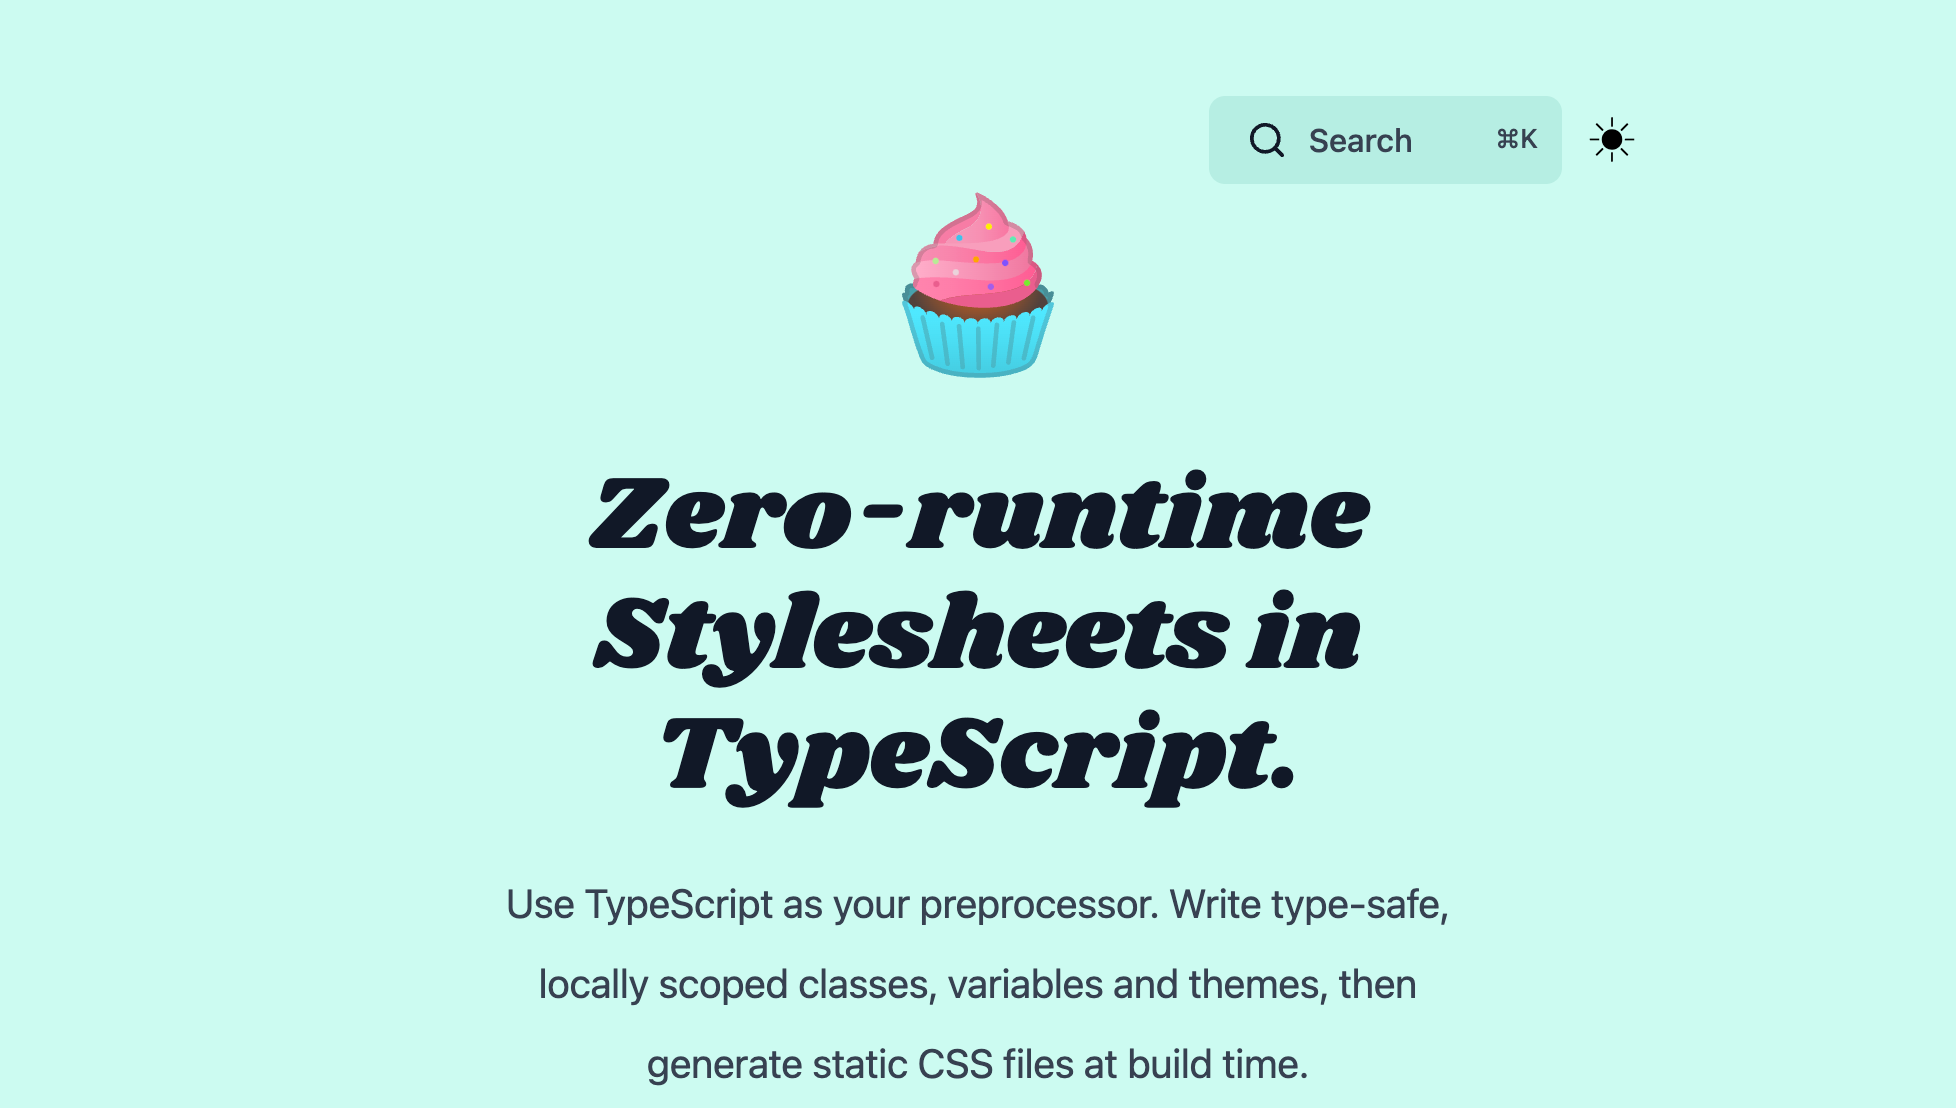 Search ⌘K
Zero-runtime
Stylesheets in
TypeScript.
Use TypeScript as your preprocessor. Write type-safe,
locally scoped classes, variables and themes, then
generate static CSS files at build time.